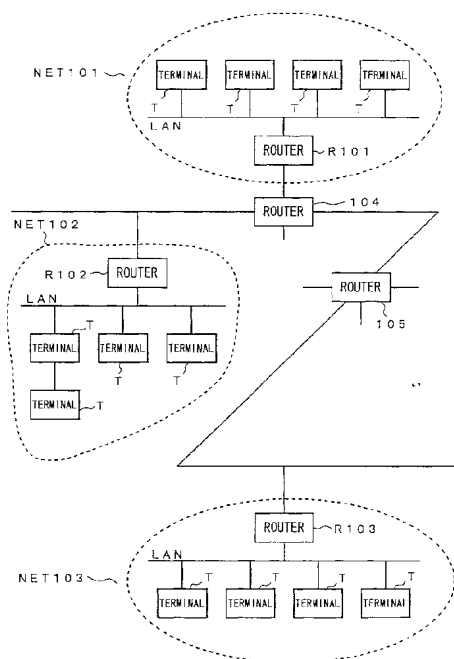 NET101
TERMINAL TERMINAL TERMINAL TERMINAL
T T T T
LAN
ROUTER R101
ROUTER 104
NET102
R102 ROUTER
ROUTER
105
LAN
T
TERMINAL TERMINAL TERMINAL
T T
TERMINAL T
ROUTER R103
LAN
T T T T
NET103
TERMINAL TERMINAL TERMINAL TERMINAL